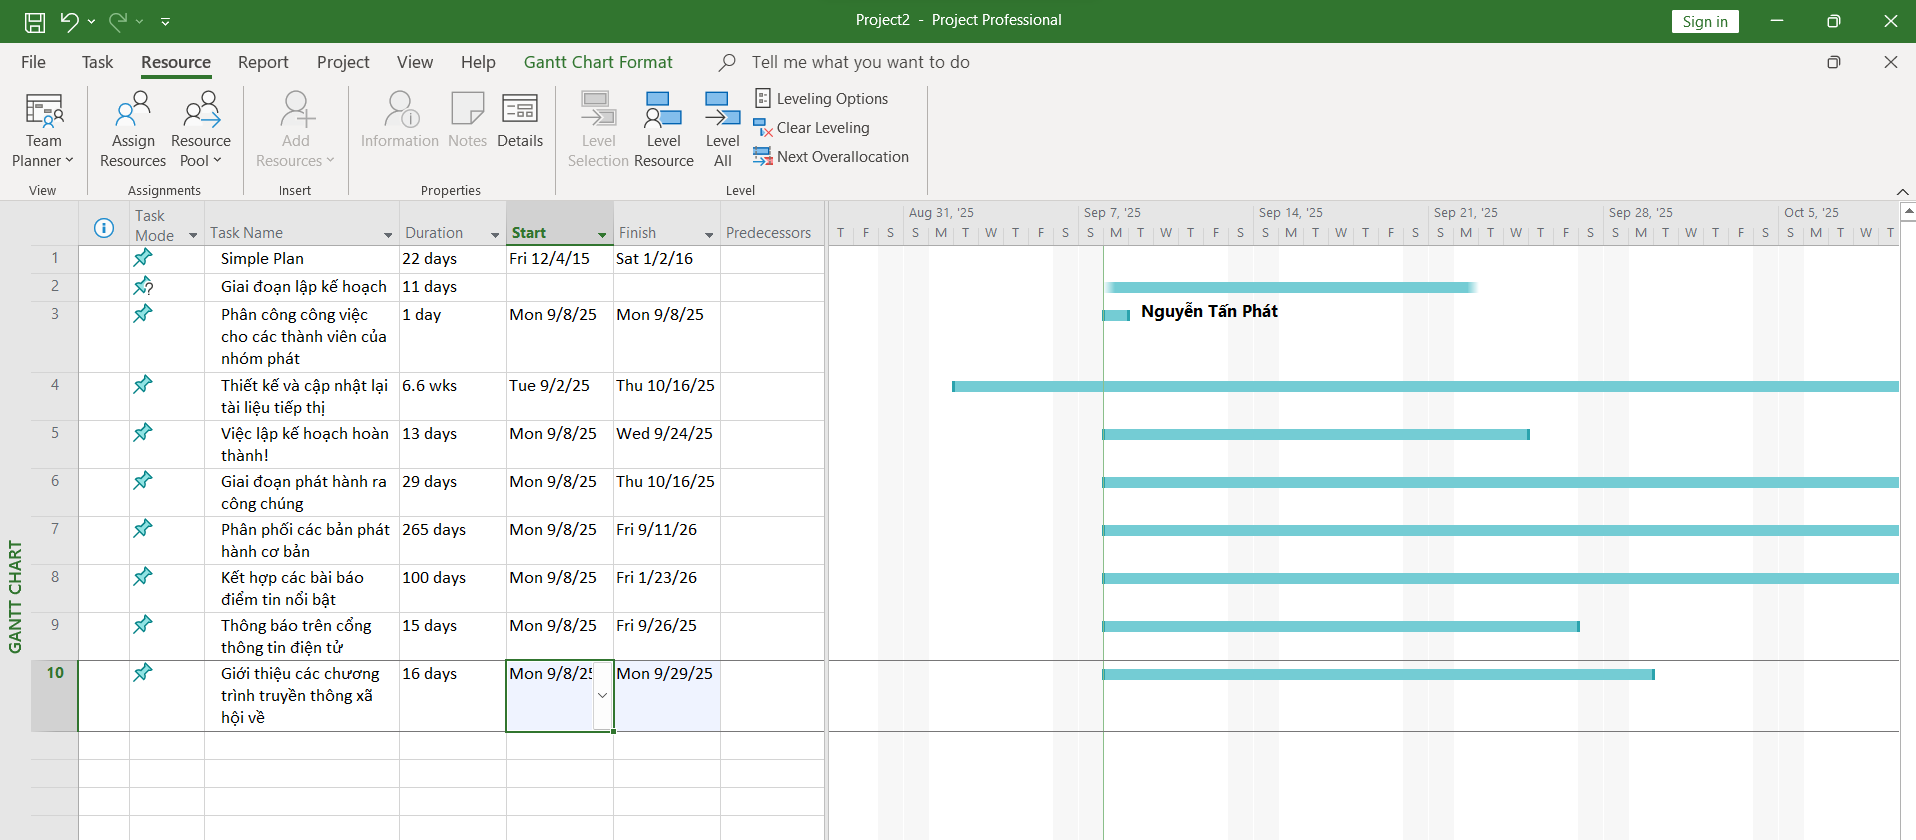 Project2 - Project Professional
Sign in
File Task Resource Report Project View Help Gantt Chart Format Tell me what you want to do
Team Planner
Assign Resources
Resource Pool
Add Resources
Information
Notes
Details
Level Selection
Level Resource
Level All
Leveling Options
Clear Leveling
Next Overallocation
View Assignments Insert Properties Level
Task Mode Task Name Duration Start Finish Predecessors
Aug 31, '25 Sep 7, '25 Sep 14, '25 Sep 21, '25 Sep 28, '25 Oct 5, '25
T F S S M T W T F S S M T W T F S S M T W T F S S M T W T F S S M T W T F S S M T W T
1 Simple Plan 22 days Fri 12/4/15 Sat 1/2/16
2 Giai đoạn lập kế hoạch 11 days
3 Phân công công việc 1 day Mon 9/8/25 Mon 9/8/25 Nguyễn Tấn Phát
cho các thành viên của
nhóm phát
4 Thiết kế và cập nhật lại 6.6 wks Tue 9/2/25 Thu 10/16/25
tài liệu tiếp thị
5 Việc lập kế hoạch hoàn 13 days Mon 9/8/25 Wed 9/24/25
thành!
6 Giai đoạn phát hành ra 29 days Mon 9/8/25 Thu 10/16/25
công chúng
7 Phân phối các bản phát 265 days Mon 9/8/25 Fri 9/11/26
hành cơ bản
8 Kết hợp các bài báo 100 days Mon 9/8/25 Fri 1/23/26
điểm tin nổi bật
9 Thông báo trên cổng 15 days Mon 9/8/25 Fri 9/26/25
thông tin điện tử
10 Giới thiệu các chương 16 days Mon 9/8/25 Mon 9/29/25
trình truyền thông xã
hội về
GANTT CHART